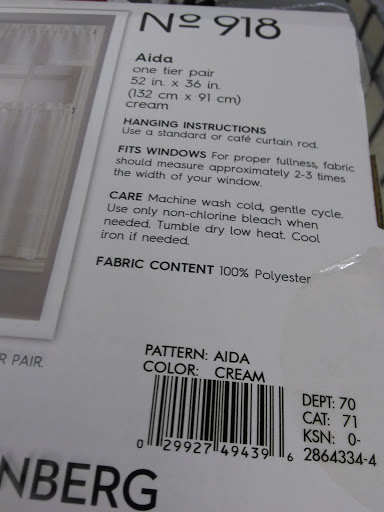 No 918
Aida
one tier pair
52 in. x 36 in.
(132 cm x 91 cm)
cream
HANGING INSTRUCTIONS
Use a standard or café curtain rod.
FITS WINDOWS For proper fullness, fabric
should measure approximately 2-3 times
the width of your window.
CARE Machine wash cold, gentle cycle.
Use only non-chlorine bleach when
needed. Tumble dry low heat. Cool
iron if needed.
FABRIC CONTENT 100% Polyester
R PAIR.
PATTERN: AIDA
COLOR: CREAM
0 29927 49439 6
DEPT: 70
CAT: 71
KSN: 0-
2864334-4
NBERG